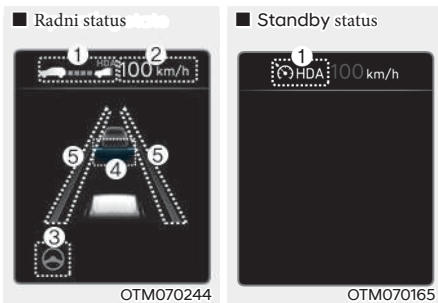 ■ Radni status
1
2
HDA
100 km/h
5
5
4
3
OTM070244
■ Standby status
1
HDA 100 km/h
OTM070165